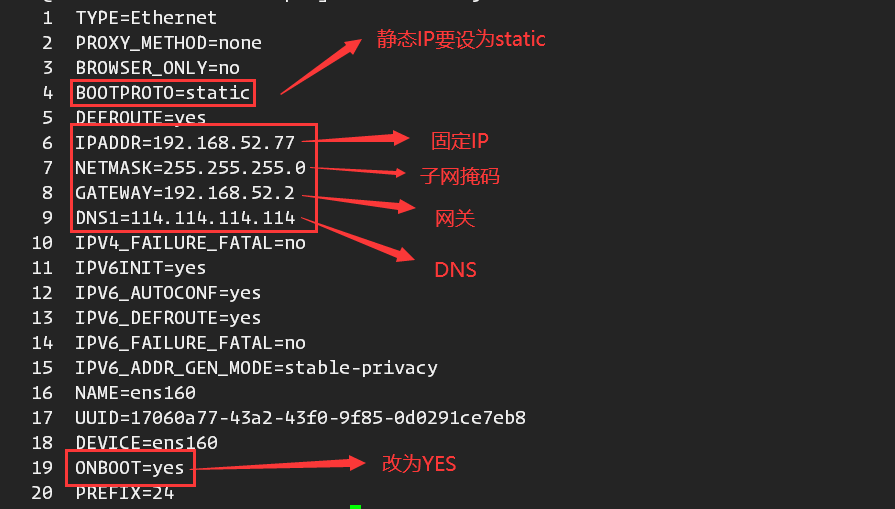 1 TYPE=Ethernet
2 PROXY_METHOD=none
3 BROWSER_ONLY=no
静态IP要设为static
4 BOOTPROTO=static
5 DEFROUTE=yes
6 IPADDR=192.168.52.77
固定IP
7 NETMASK=255.255.255.0
子网掩码
8 GATEWAY=192.168.52.2
网关
9 DNS1=114.114.114.114
DNS
10 IPV4_FAILURE_FATAL=no
11 IPV6INIT=yes
12 IPV6_AUTOCONF=yes
13 IPV6_DEFROUTE=yes
14 IPV6_FAILURE_FATAL=no
15 IPV6_ADDR_GEN_MODE=stable-privacy
16 NAME=ens160
17 UUID=17060a77-43a2-43f0-9f85-0d0291ce7eb8
18 DEVICE=ens160
19 ONBOOT=yes
改为YES
20 PREFIX=24